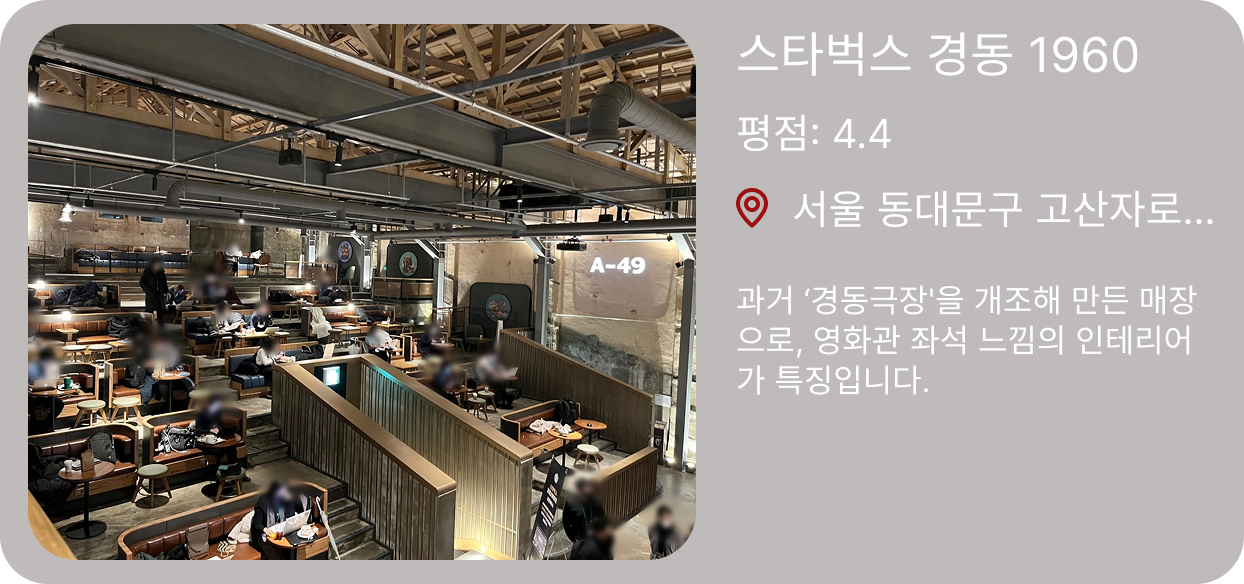 스타벅스 경동 1960
평점: 4.4
서울 동대문구 고산자로...
과거 ‘경동극장'을 개조해 만든 매장
으로, 영화관 좌석 느낌의 인테리어
가 특징입니다.
A-49